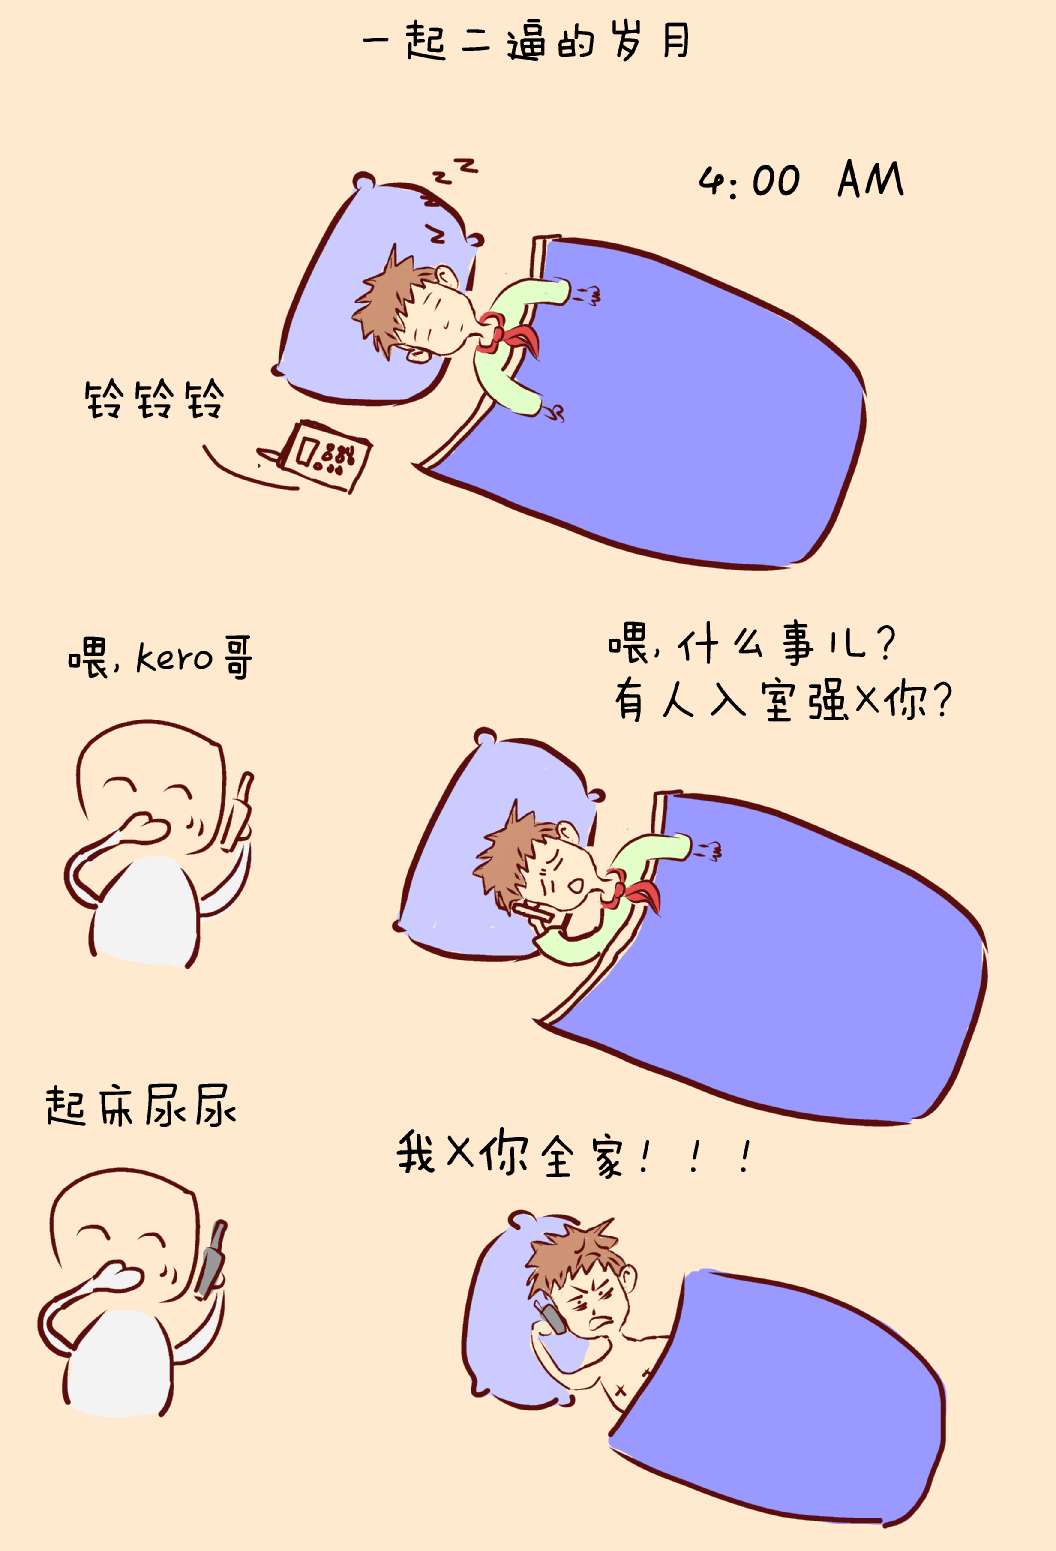 一起二逼的岁月
4:00 AM
z z z z
铃铃铃
喂,kero哥
喂,什么事儿?
有人入室强X你?
起床尿尿
我X你全家!!!